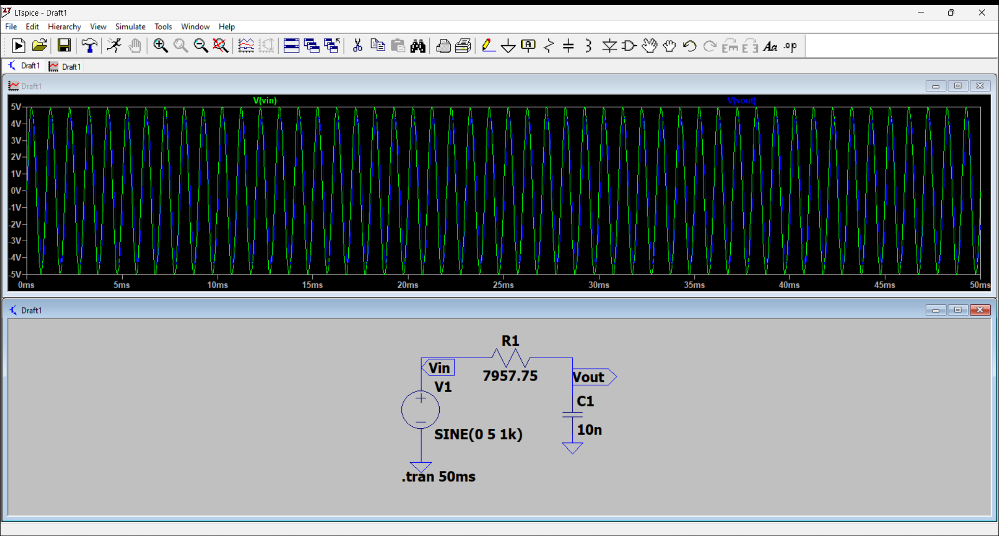 LTspice - Draft1
File Edit Hierarchy View Simulate Tools Window Help
A Aa .op
Draft1 Draft1
Draft1
V(vin) V(vout)
5V
4V
3V
2V
1V
0V
-1V
-2V
-3V
-4V
-5V
0ms 5ms 10ms 15ms 20ms 25ms 30ms 35ms 40ms 45ms 50ms
Draft1
R1
Vin
7957.75
Vout
V1
C1
10n
SINE(0 5 1k)
.tran 50ms